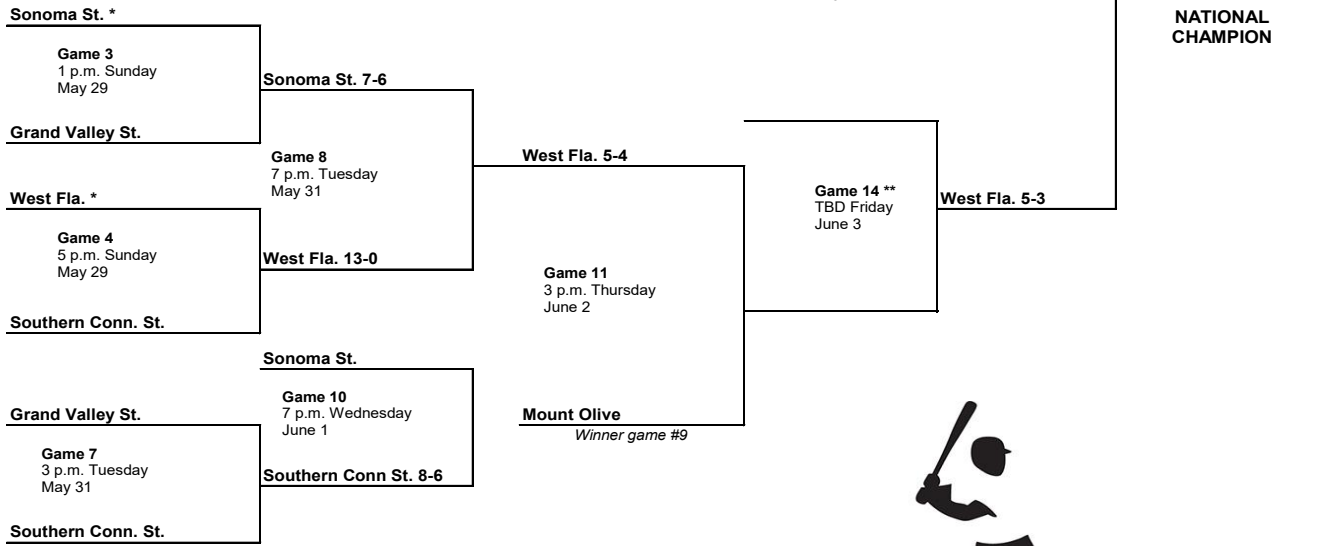 Sonoma St. *
NATIONAL
CHAMPION
Game 3
1 p.m. Sunday
May 29
Sonoma St. 7-6
Grand Valley St.
Game 8
7 p.m. Tuesday
May 31
West Fla. 5-4
West Fla. *
Game 14 **
TBD Friday
June 3
West Fla. 5-3
Game 4
5 p.m. Sunday
May 29
West Fla. 13-0
Game 11
3 p.m. Thursday
June 2
Southern Conn. St.
Sonoma St.
Game 10
7 p.m. Wednesday
June 1
Grand Valley St.
Mount Olive
Winner game #9
Game 7
3 p.m. Tuesday
May 31
Southern Conn St. 8-6
Southern Conn. St.